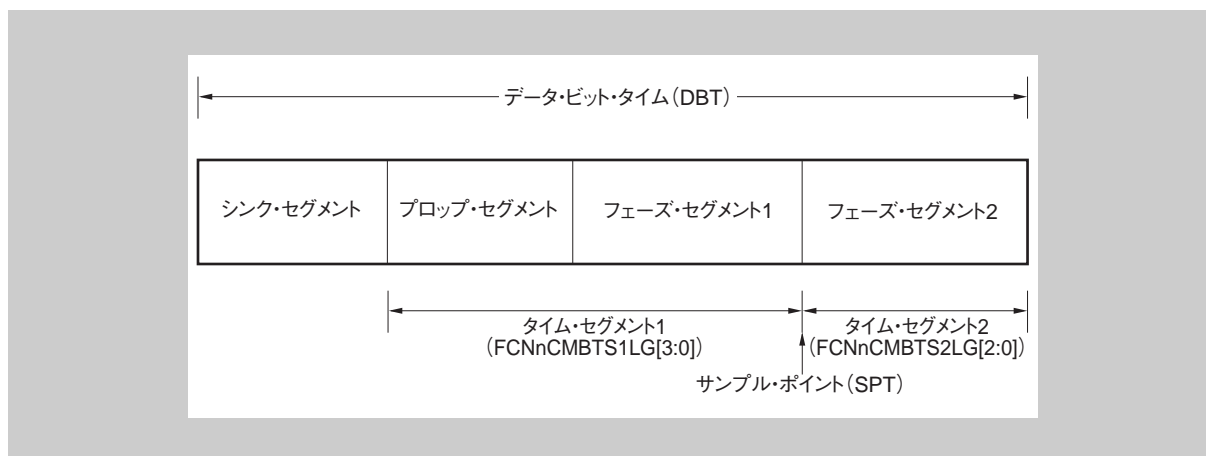 データ・ビット・タイム(DBT)
シンク・セグメント
プロップ・セグメント
フェーズ・セグメント1
フェーズ・セグメント2
タイム・セグメント1
(FCNnCMBTS1LG[3:0])
タイム・セグメント2
(FCNnCMBTS2LG[2:0])
サンプル・ポイント(SPT)